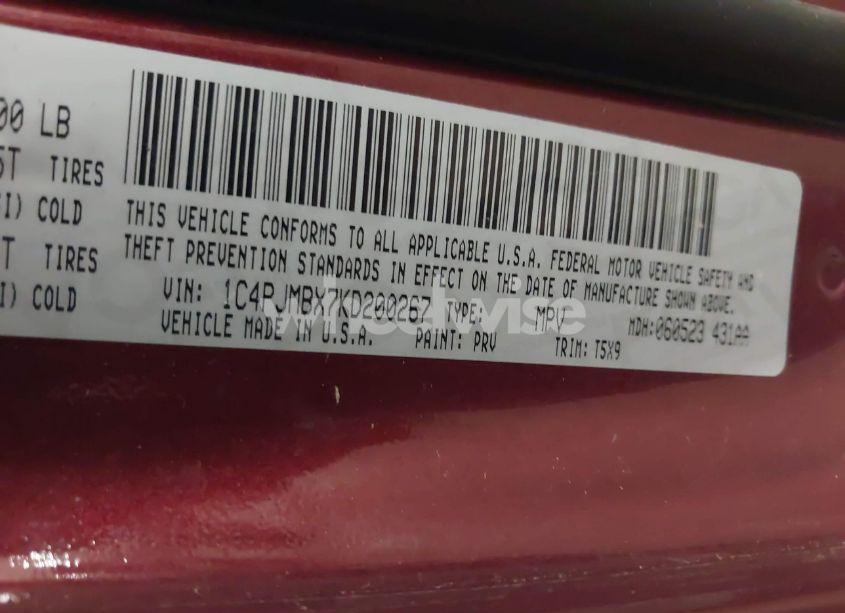 00 LB
5T TIRES
I) COLD
T TIRES
I) COLD
THIS VEHICLE CONFORMS TO ALL APPLICABLE U.S.A. FEDERAL MOTOR VEHICLE SAFETY AND
THEFT PREVENTION STANDARDS IN EFFECT ON THE DATE OF MANUFACTURE SHOWN ABOVE.
VIN: 1C4PJMBX7KD200267 TYPE: MPV MDH:060523 431AA
VEHICLE MADE IN U.S.A. PAINT: PRV TRIM: T5X9
wheelwise